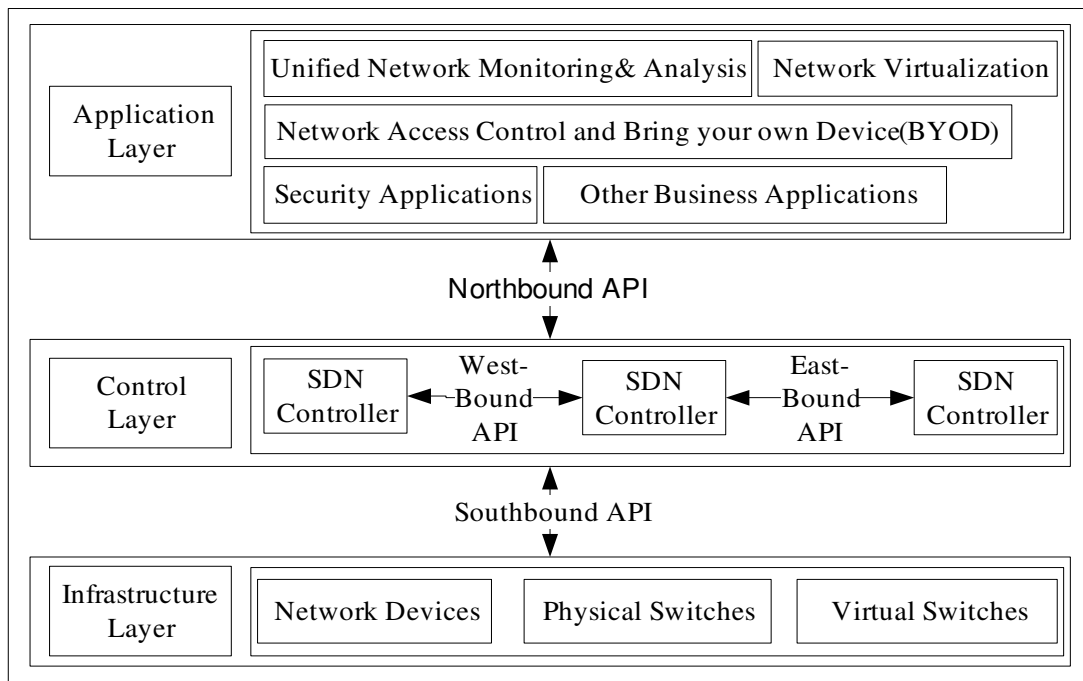 Unified Network Monitoring& Analysis
Network Virtualization
Application
Layer
Network Access Control and Bring your own Device(BYOD)
Security Applications
Other Business Applications
Northbound API
Control
Layer
SDN
Controller
West-
Bound
API
SDN
Controller
East-
Bound
API
SDN
Controller
Southbound API
Infrastructure
Layer
Network Devices
Physical Switches
Virtual Switches